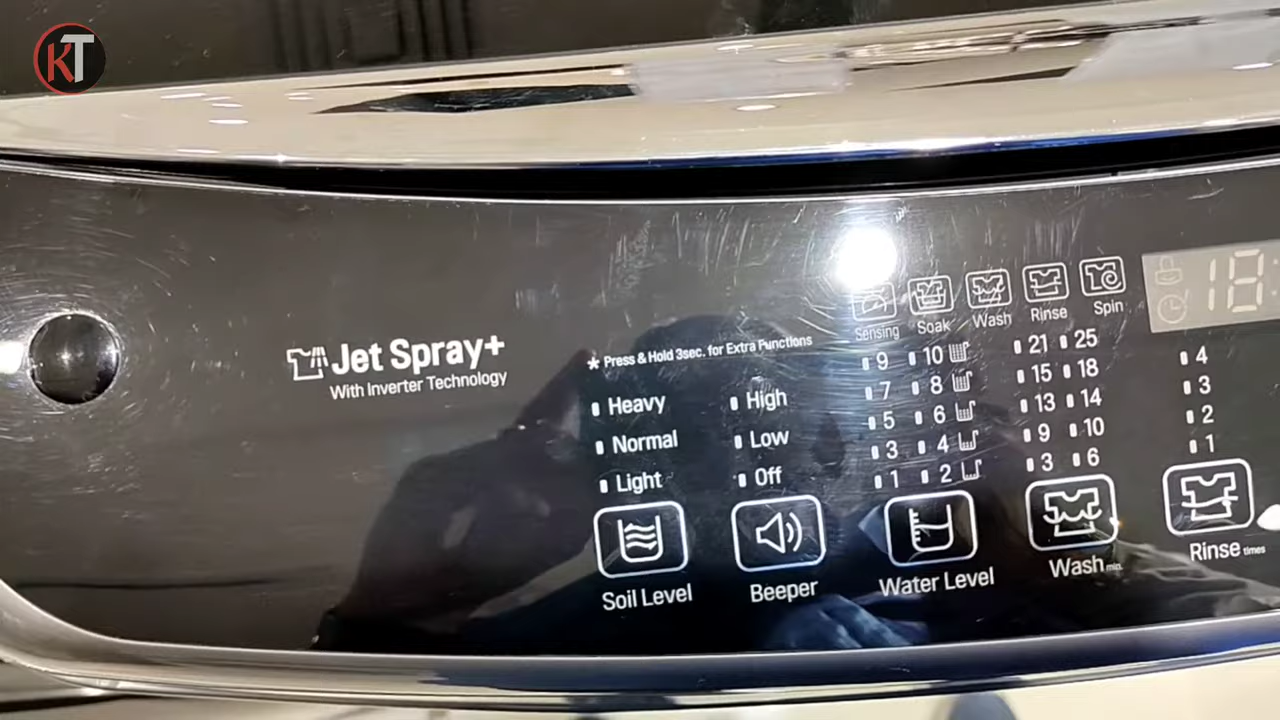 KT
Jet Spray+
With Inverter Technology
* Press & Hold 3sec. for Extra Functions
Heavy
Normal
Light
Soil Level
High
Low
Off
Beeper
Sensing Soak Wash Rinse Spin
9 10
7 8
5 6
3 4
1 2
Water Level
21 25
15 18
13 14
9 10
3 6
Wash min.
18:
4
3
2
1
Rinse times